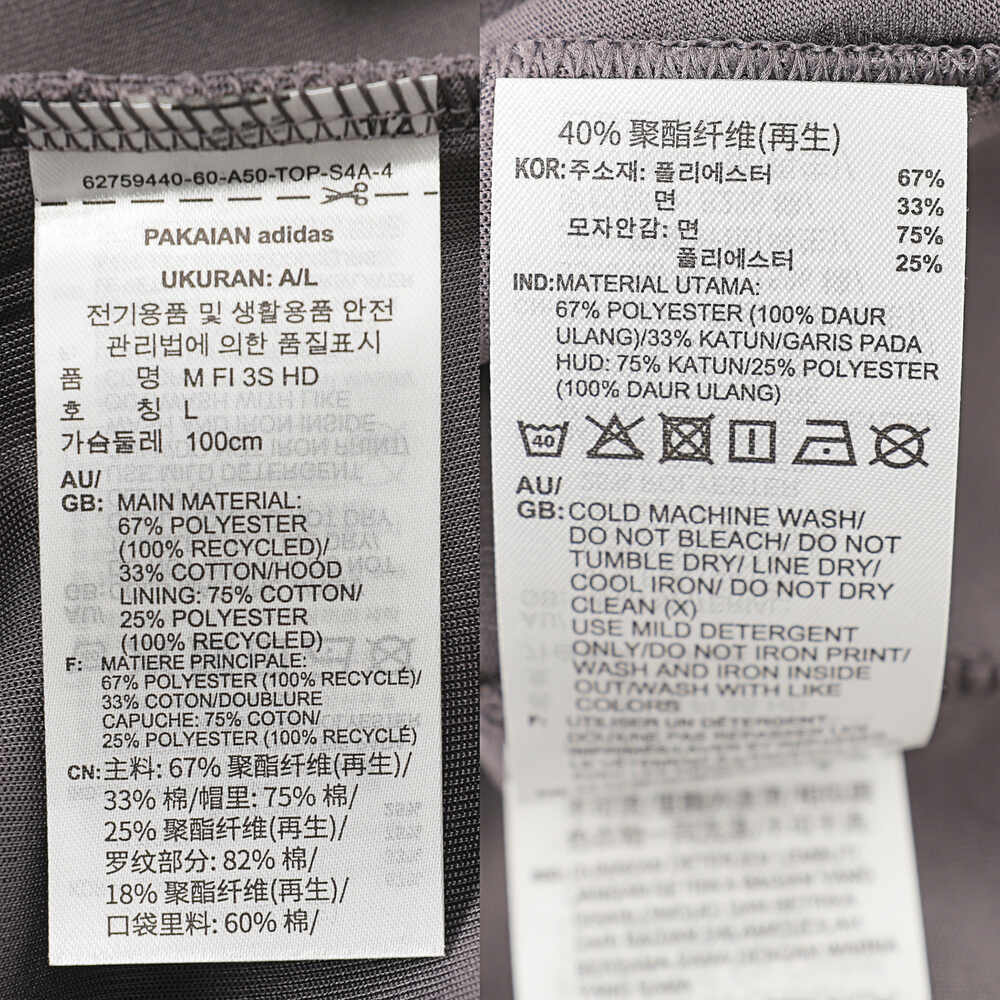 62759440-60-A50-TOP-S4A-4
PAKAIAN adidas
UKURAN: A/L
전기용품 및 생활용품 안전
관리법에 의한 품질표시
품 명 M FI 3S HD
호 칭 L
가슴둘레 100cm
AU/
GB: MAIN MATERIAL:
67% POLYESTER
(100% RECYCLED)/
33% COTTON/HOOD
LINING: 75% COTTON/
25% POLYESTER
(100% RECYCLED)
F: MATIERE PRINCIPALE:
67% POLYESTER (100% RECYCLÉ)/
33% COTON/DOUBLURE
CAPUCHE: 75% COTON/
25% POLYESTER (100% RECYCLÉ)
CN: 主料: 67% 聚酯纤维(再生)/
33% 棉/帽里: 75% 棉/
25% 聚酯纤维(再生)/
罗纹部分: 82% 棉/
18% 聚酯纤维(再生)/
口袋里料: 60% 棉/
40% 聚酯纤维(再生)
KOR: 주소재: 폴리에스터 67%
면 33%
모자안감: 면 75%
폴리에스터 25%
IND: MATERIAL UTAMA:
67% POLYESTER (100% DAUR
ULANG)/33% KATUN/GARIS PADA
HUD: 75% KATUN/25% POLYESTER
(100% DAUR ULANG)
40
AU/
GB: COLD MACHINE WASH/
DO NOT BLEACH/ DO NOT
TUMBLE DRY/ LINE DRY/
COOL IRON/ DO NOT DRY
CLEAN (X)
USE MILD DETERGENT
ONLY/DO NOT IRON PRINT/
WASH AND IRON INSIDE
OUT/WASH WITH LIKE
COLORS
F: UTILISER UN DÉTERGENT